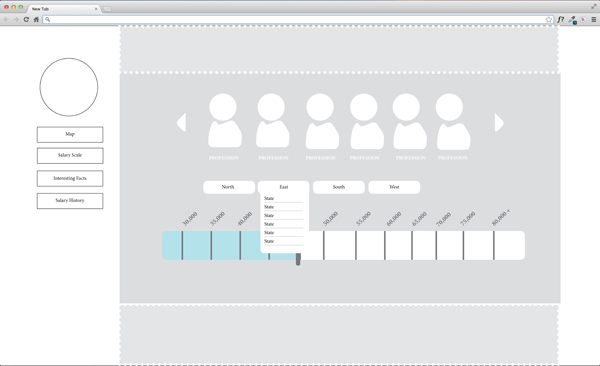 New Tab
Map
Salary Scale
Interesting Facts
Salary History
PROFESSION PROFESSION PROFESSION PROFESSION PROFESSION PROFESSION
North East South West
State
State
State
State
State
State
30,000 35,000 40,000 50,000 55,000 60,000 65,000 70,000 75,000 80,000 +